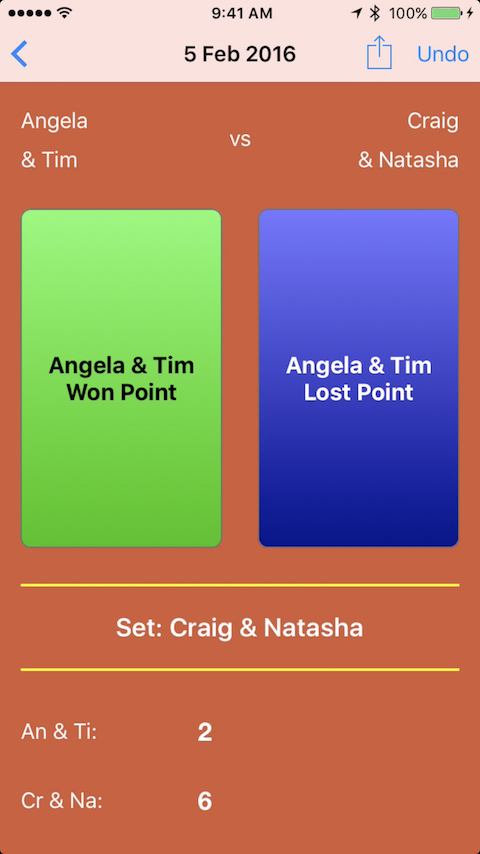 9:41 AM
100%
5 Feb 2016
Undo
Angela
& Tim
vs
Craig
& Natasha
Angela & Tim
Won Point
Angela & Tim
Lost Point
Set: Craig & Natasha
An & Ti: 2
Cr & Na: 6